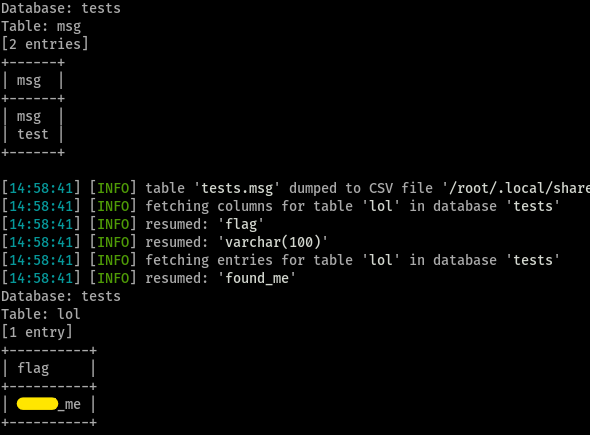 Database: tests
Table: msg
[2 entries]
+------+
| msg  |
+------+
| msg  |
| test |
+------+
[14:58:41] [INFO] table 'tests.msg' dumped to CSV file '/root/.local/share
[14:58:41] [INFO] fetching columns for table 'lol' in database 'tests'
[14:58:41] [INFO] resumed: 'flag'
[14:58:41] [INFO] resumed: 'varchar(100)'
[14:58:41] [INFO] fetching entries for table 'lol' in database 'tests'
[14:58:41] [INFO] resumed: 'found_me'
Database: tests
Table: lol
[1 entry]
+----------+
| flag     |
+----------+
| _me |
+----------+